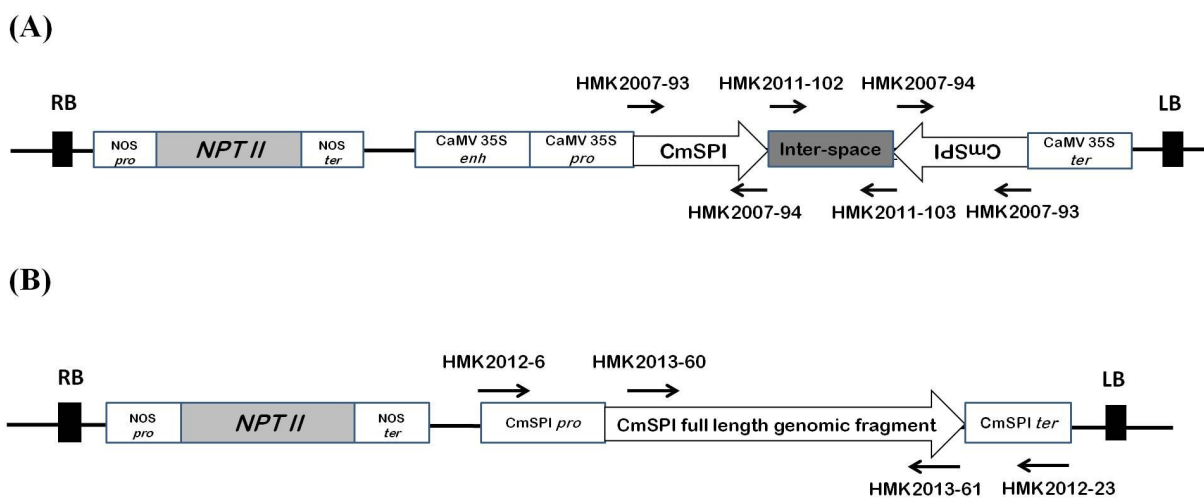 (A)
HMK2007-93 HMK2011-102 HMK2007-94
RB LB
NOS pro NPT II NOS ter CaMV 35S enh CaMV 35S pro CmSPI Inter-space CmSPI CaMV 35S ter
HMK2007-94 HMK2011-103 HMK2007-93
(B)
HMK2012-6 HMK2013-60
RB LB
NOS pro NPT II NOS ter CmSPI pro CmSPI full length genomic fragment CmSPI ter
HMK2013-61 HMK2012-23